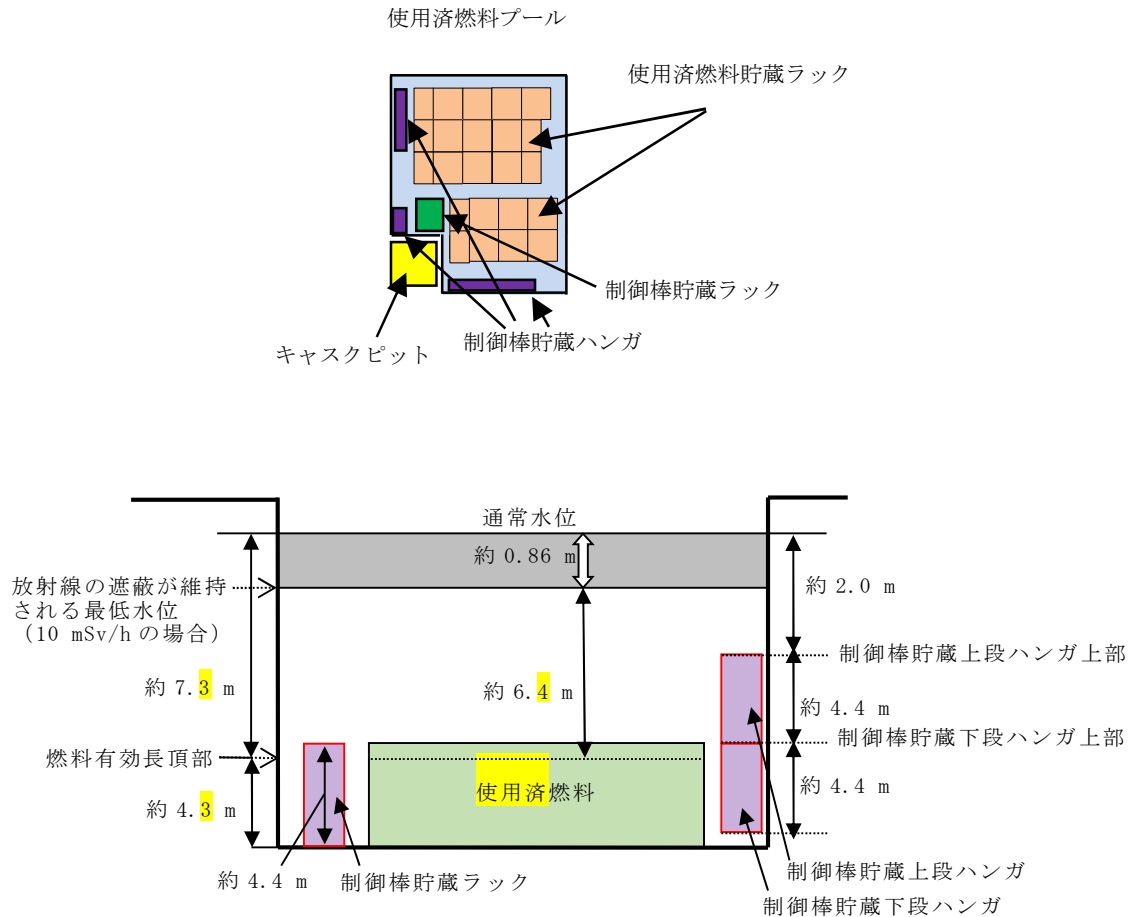 使用済燃料プール
使用済燃料貯蔵ラック
制御棒貯蔵ラック
制御棒貯蔵ハンガ
キャスクピット
通常水位
約 0.86 m
放射線の遮蔽が維持
される最低水位
（10 mSv/h の場合）
約 2.0 m
制御棒貯蔵上段ハンガ上部
約 7.3 m
約 6.4 m
約 4.4 m
制御棒貯蔵下段ハンガ上部
燃料有効長頂部
使用済燃料
約 4.4 m
約 4.3 m
制御棒貯蔵上段ハンガ
約 4.4 m
制御棒貯蔵ラック
制御棒貯蔵下段ハンガ